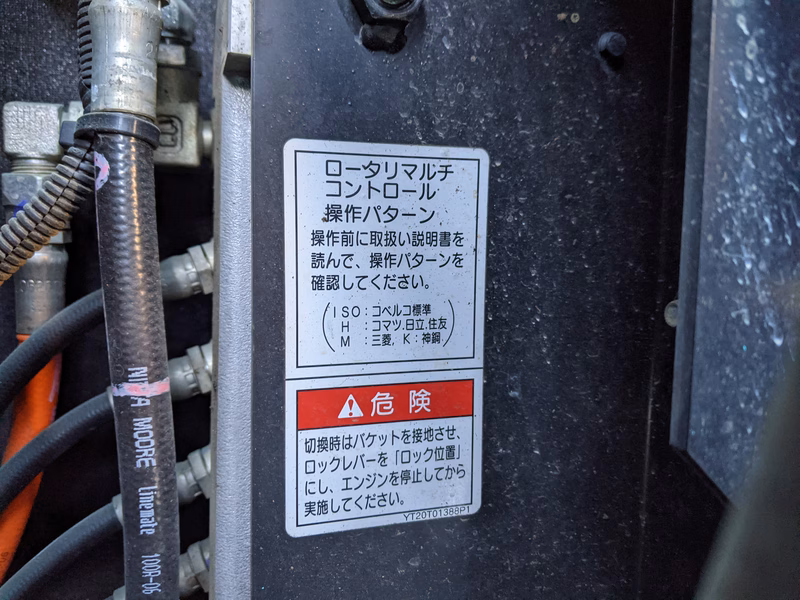 ロータリマルチ
コントロール
操作パターン
操作前に取扱い説明書を
読んで、操作パターンを
確認してください。
(ISO:コベルコ標準
H :コマツ,日立,住友
M :三菱, K:神鋼)
危険
切換時はバケットを接地させ、
ロックレバーを「ロック位置」
にし、エンジンを停止してから
実施してください。
YT20T01388P1
MOORE Linemate 100R-06